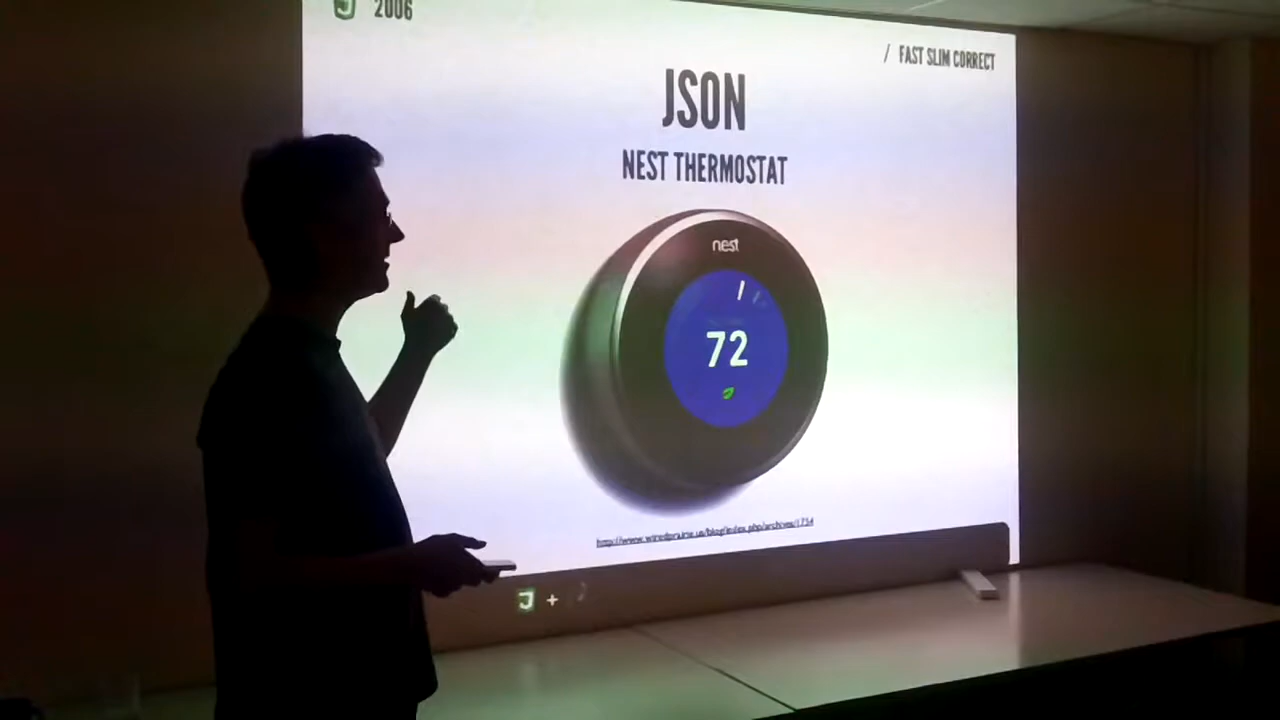 J 2006
/ FAST SLIM CORRECT
JSON
NEST THERMOSTAT
nest
72
J +